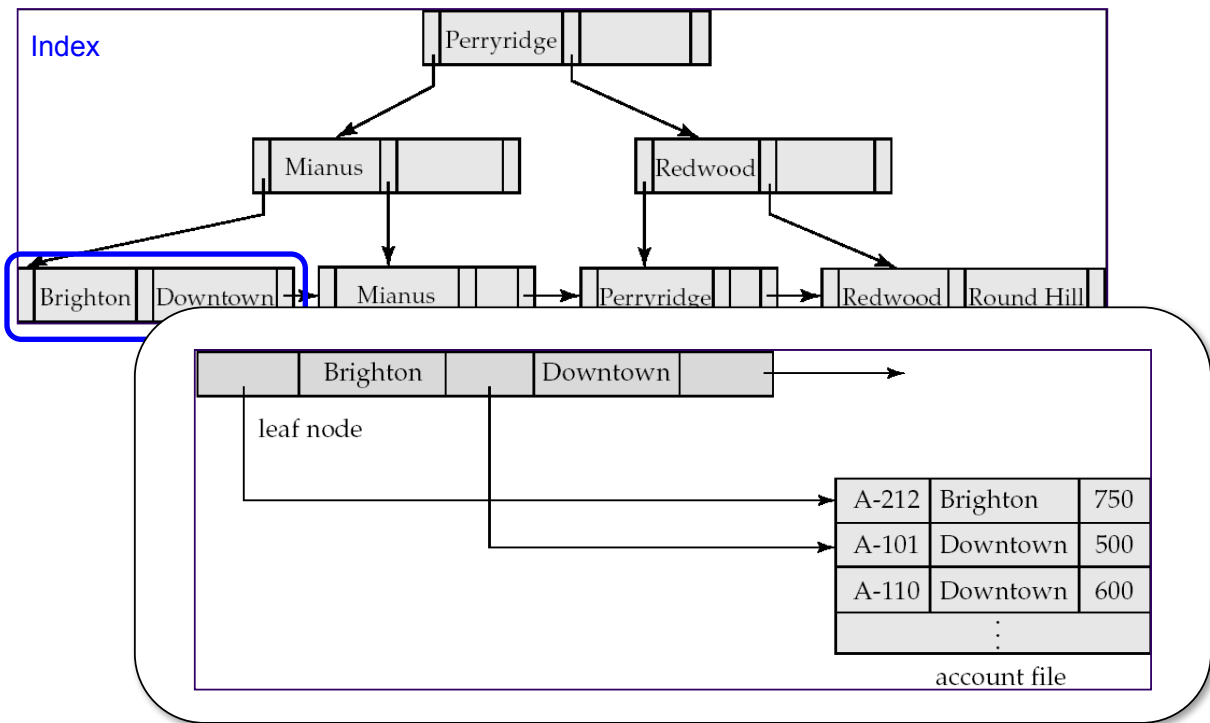 Index
Perryridge
Mianus
Redwood
Brighton Downtown Mianus Perryridge Redwood Round Hill
Brighton Downtown
leaf node
A-212 Brighton 750
A-101 Downtown 500
A-110 Downtown 600
⋮
account file